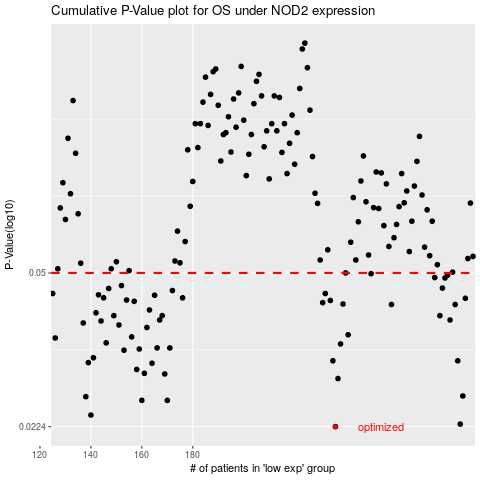 Cumulative P-Value plot for OS under NOD2 expression
P-Value(log10)
0.05
0.0224
optimized
120 140 160 180
# of patients in 'low exp' group